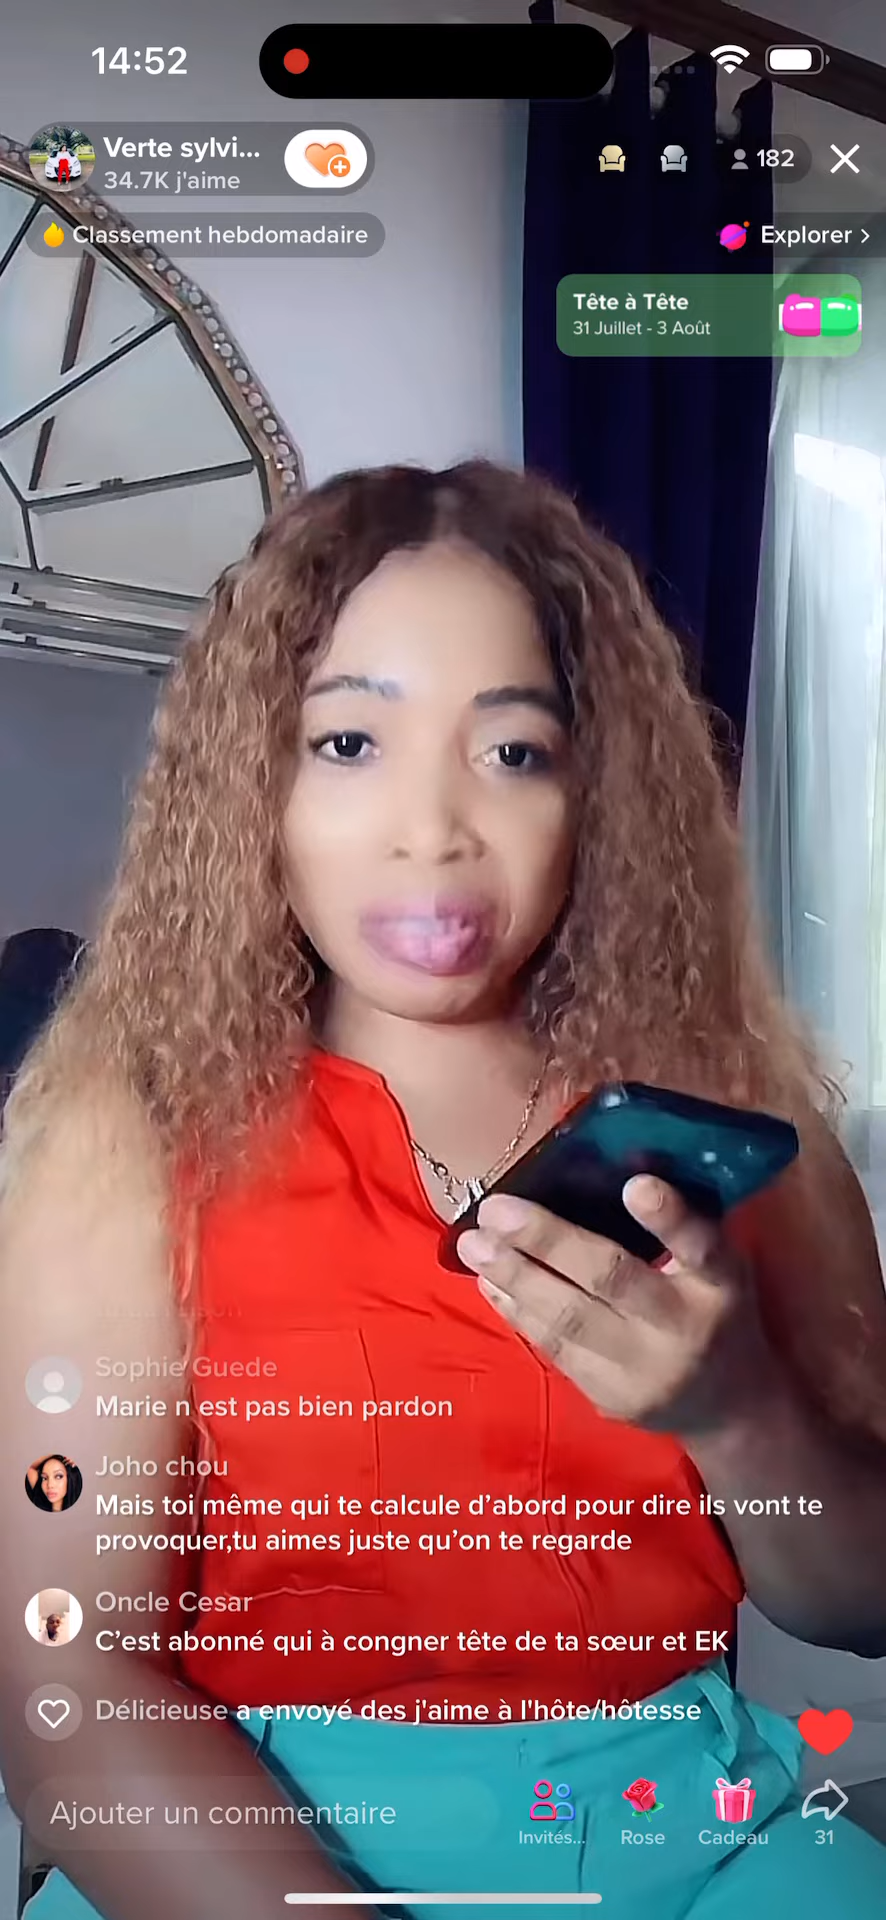 14:52
Verte sylvi...
34.7K j'aime
182
Classement hebdomadaire
Explorer >
Tête à Tête
31 Juillet - 3 Août
Sophie Guede
Marie n est pas bien pardon
Joho chou
Mais toi même qui te calcule d’abord pour dire ils vont te
provoquer,tu aimes juste qu’on te regarde
Oncle Cesar
C’est abonné qui à congner tête de ta sœur et EK
Délicieuse a envoyé des j'aime à l'hôte/hôtesse
Ajouter un commentaire
Invités...
Rose
Cadeau
31